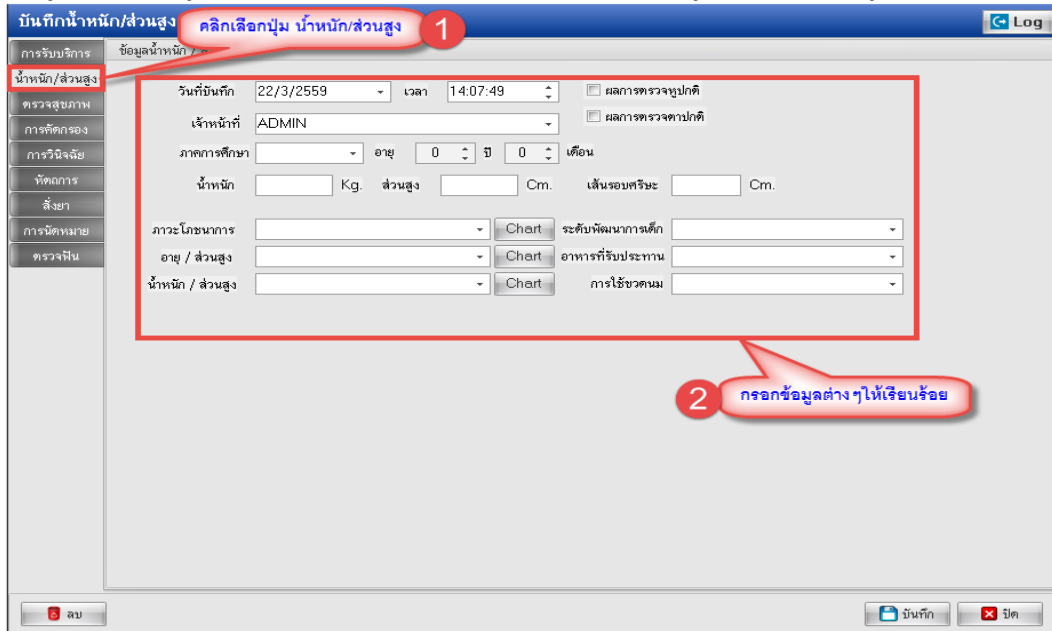 บันทึกน้ำหนัก/ส่วนสูง
คลิกเลือกปุ่ม น้ำหนัก/ส่วนสูง
1
Log
การรับบริการ
ข้อมูลน้ำหนัก /
น้ำหนัก/ส่วนสูง
ตรวจสุขภาพ
การคัดกรอง
การวินิจฉัย
หัตถการ
สั่งยา
การนัดหมาย
ตรวจฟัน
วันที่บันทึก 22/3/2559 เวลา 14:07:49 ผลการตรวจหูปกติ
เจ้าหน้าที่ ADMIN ผลการตรวจตาปกติ
ภาคการศึกษา อายุ 0 ปี 0 เดือน
น้ำหนัก Kg. ส่วนสูง Cm. เส้นรอบศรีษะ Cm.
ภาวะโภชนาการ Chart ระดับพัฒนาการเด็ก
อายุ / ส่วนสูง Chart อาหารที่รับประทาน
น้ำหนัก / ส่วนสูง Chart การใช้ขวดนม
2
กรอกข้อมูลต่างๆให้เรียนร้อย
ลบ บันทึก ปิด